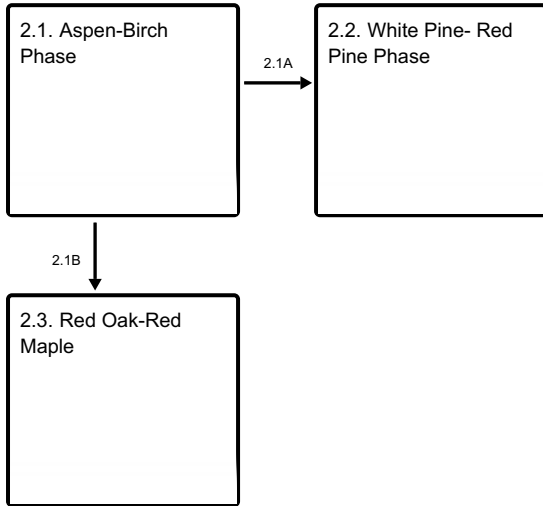 2.1. Aspen-Birch
Phase
2.1A
2.2. White Pine- Red
Pine Phase
2.1B
2.3. Red Oak-Red
Maple